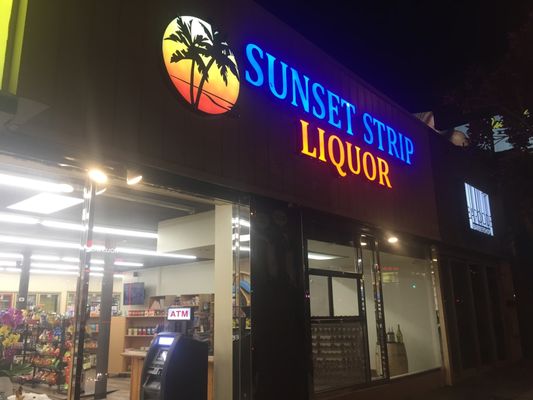 SUNSET STRIP
LIQUOR
ATM